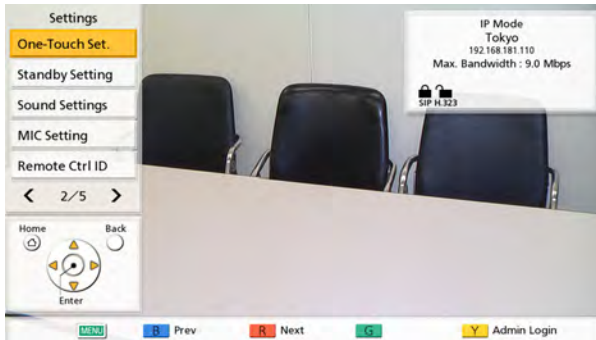 Settings
One-Touch Set.
Standby Setting
Sound Settings
MIC Setting
Remote Ctrl ID
2/5
Home
Back
Enter
IP Mode
Tokyo
192.168.181.110
Max. Bandwidth : 9.0 Mbps
SIP H.323
MENU
B Prev
R Next
G
Y Admin Login